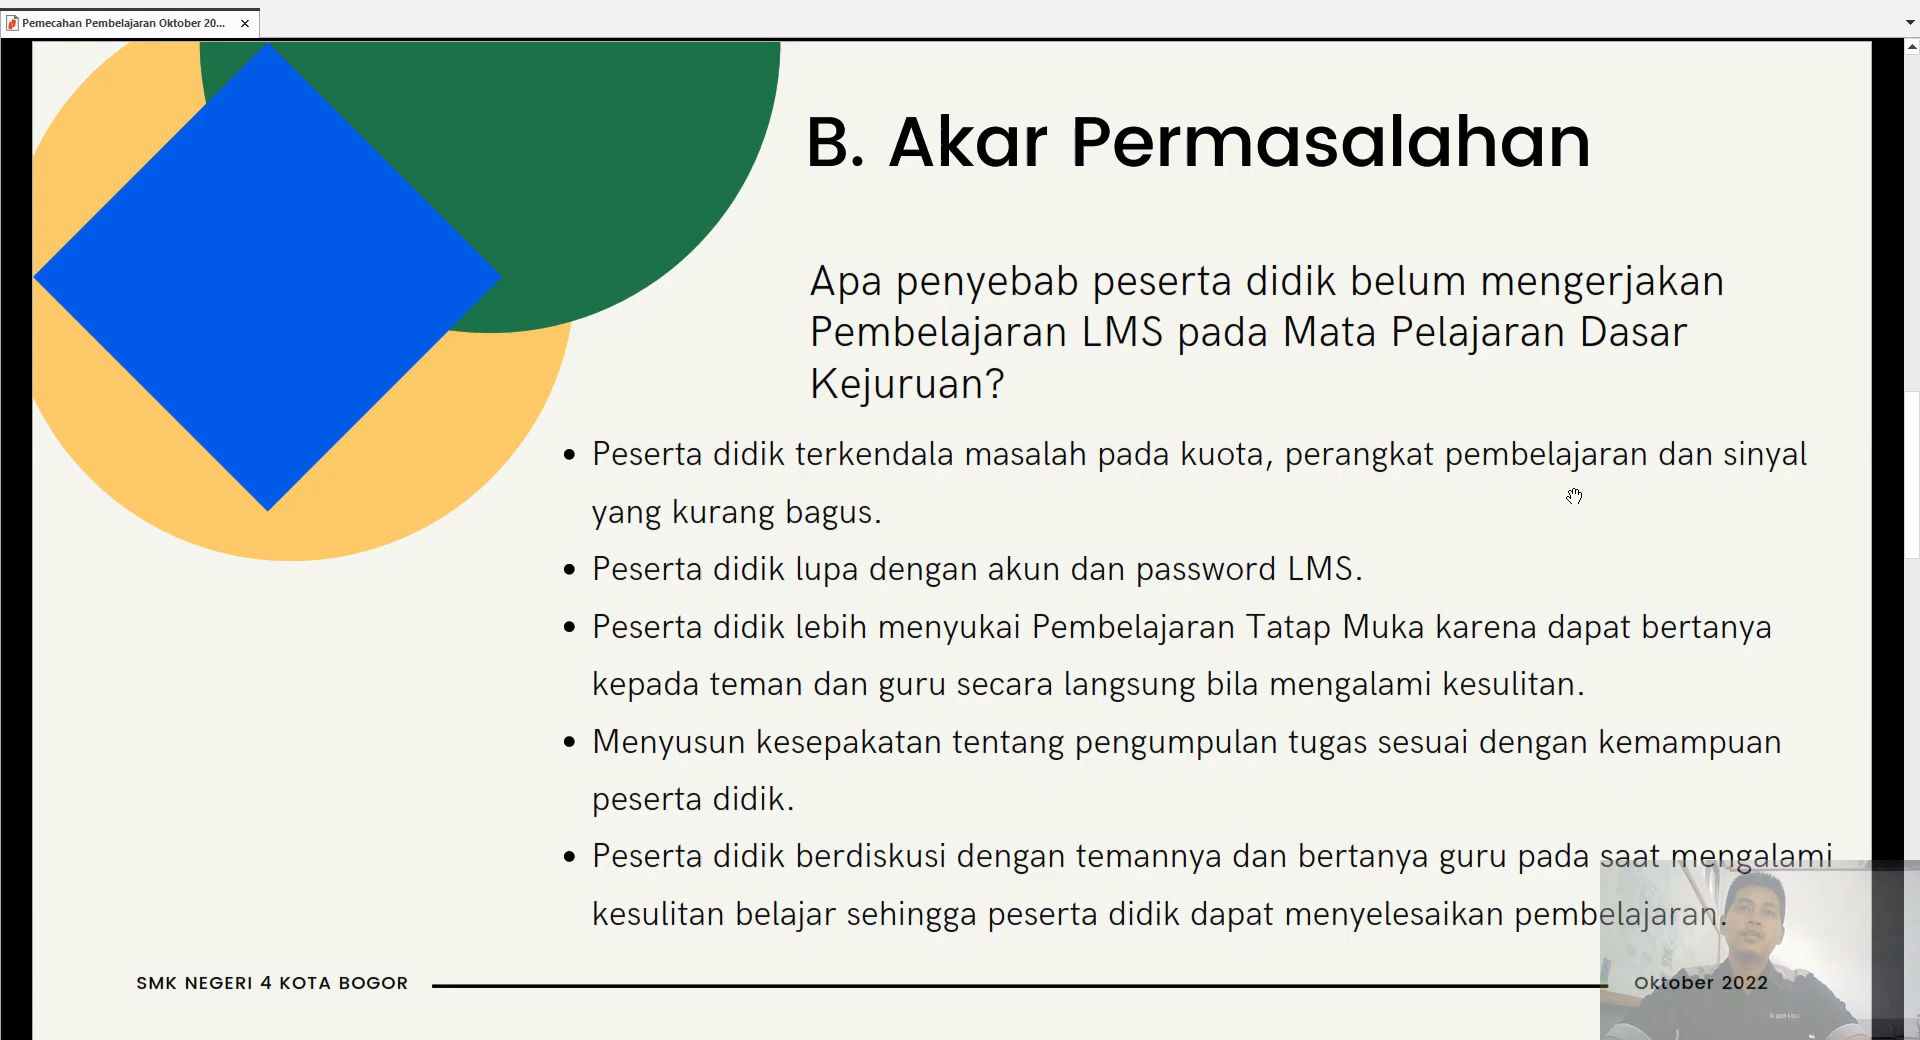 Pemecahan Pembelajaran Oktober 20...
B. Akar Permasalahan
Apa penyebab peserta didik belum mengerjakan
Pembelajaran LMS pada Mata Pelajaran Dasar
Kejuruan?
• Peserta didik terkendala masalah pada kuota, perangkat pembelajaran dan sinyal
yang kurang bagus.
• Peserta didik lupa dengan akun dan password LMS.
• Peserta didik lebih menyukai Pembelajaran Tatap Muka karena dapat bertanya
kepada teman dan guru secara langsung bila mengalami kesulitan.
• Menyusun kesepakatan tentang pengumpulan tugas sesuai dengan kemampuan
peserta didik.
• Peserta didik berdiskusi dengan temannya dan bertanya guru pada saat mengalami
kesulitan belajar sehingga peserta didik dapat menyelesaikan pembelajaran.
SMK NEGERI 4 KOTA BOGOR
Oktober 2022